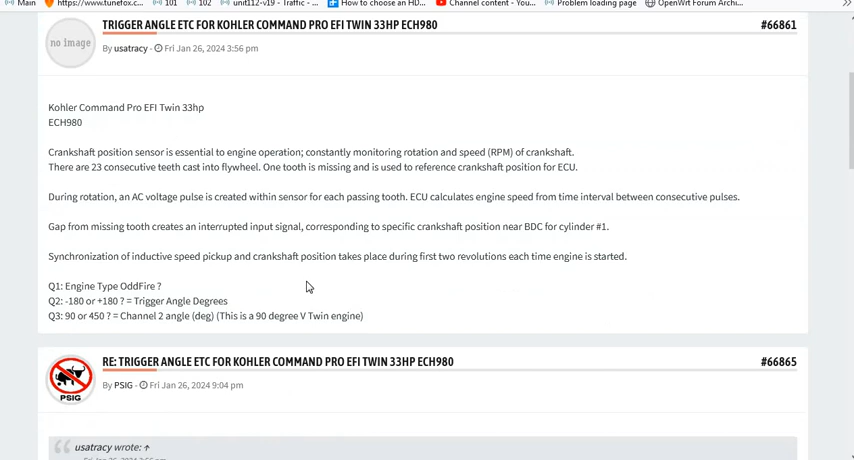 Main https://www.tunefox.c... 101 102 unit112-v19 - Traffic - ... How to choose an HD... Channel content - You... Problem loading page OpenWrt Forum Archi...
TRIGGER ANGLE ETC FOR KOHLER COMMAND PRO EFI TWIN 33HP ECH980 #66861
no image
By usatracy - Fri Jan 26, 2024 3:56 pm
Kohler Command Pro EFI Twin 33hp
ECH980
Crankshaft position sensor is essential to engine operation; constantly monitoring rotation and speed (RPM) of crankshaft.
There are 23 consecutive teeth cast into flywheel. One tooth is missing and is used to reference crankshaft position for ECU.
During rotation, an AC voltage pulse is created within sensor for each passing tooth. ECU calculates engine speed from time interval between consecutive pulses.
Gap from missing tooth creates an interrupted input signal, corresponding to specific crankshaft position near BDC for cylinder #1.
Synchronization of inductive speed pickup and crankshaft position takes place during first two revolutions each time engine is started.
Q1: Engine Type OddFire ?
Q2: -180 or +180 ? = Trigger Angle Degrees
Q3: 90 or 450 ? = Channel 2 angle (deg) (This is a 90 degree V Twin engine)
RE: TRIGGER ANGLE ETC FOR KOHLER COMMAND PRO EFI TWIN 33HP ECH980 #66865
By PSIG - Fri Jan 26, 2024 9:04 pm
PSIG
usatracy wrote: ↑